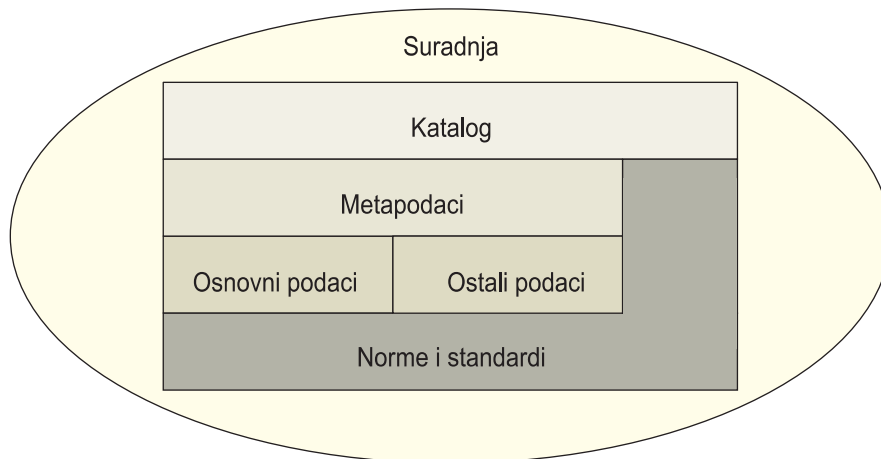 Suradnja
Katalog
Metapodaci
Osnovni podaci
Ostali podaci
Norme i standardi